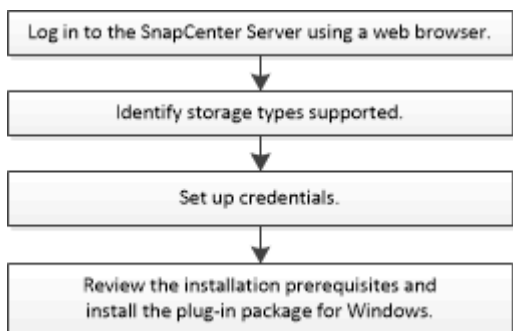 Log in to the SnapCenter Server using a web browser.
Identify storage types supported.
Set up credentials.
Review the installation prerequisites and
install the plug-in package for Windows.